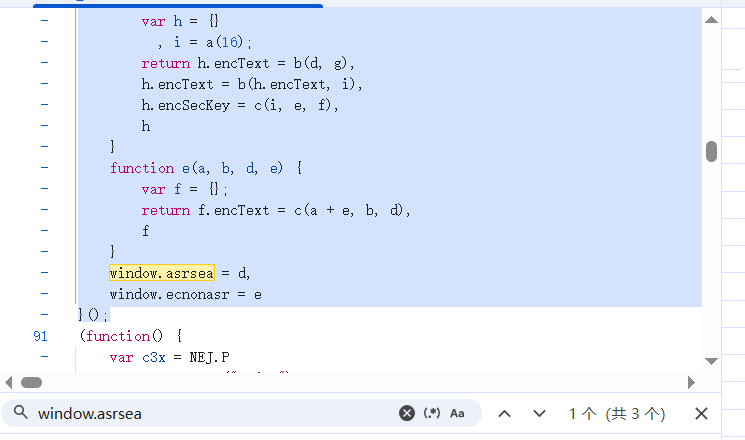 - var h = {}
- , i = a(16);
- return h.encText = b(d, g),
- h.encText = b(h.encText, i),
- h.encSecKey = c(i, e, f),
- h
- }
- function e(a, b, d, e) {
- var f = {};
- return f.encText = c(a + e, b, d),
- f
- }
- window.asrsea = d,
- window.ecnonasr = e
- }();
91 (function() {
- var c3x = NEJ.P
window.asrsea (.*) Aa 1 个 (共 3 个)